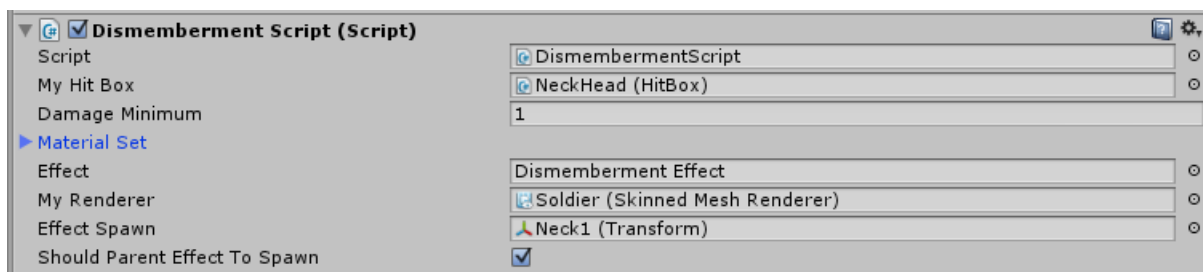 Dismemberment Script (Script)
Script DismembermentScript
My Hit Box NeckHead (HitBox)
Damage Minimum 1
Material Set
Effect Dismemberment Effect
My Renderer Soldier (Skinned Mesh Renderer)
Effect Spawn Neck1 (Transform)
Should Parent Effect To Spawn